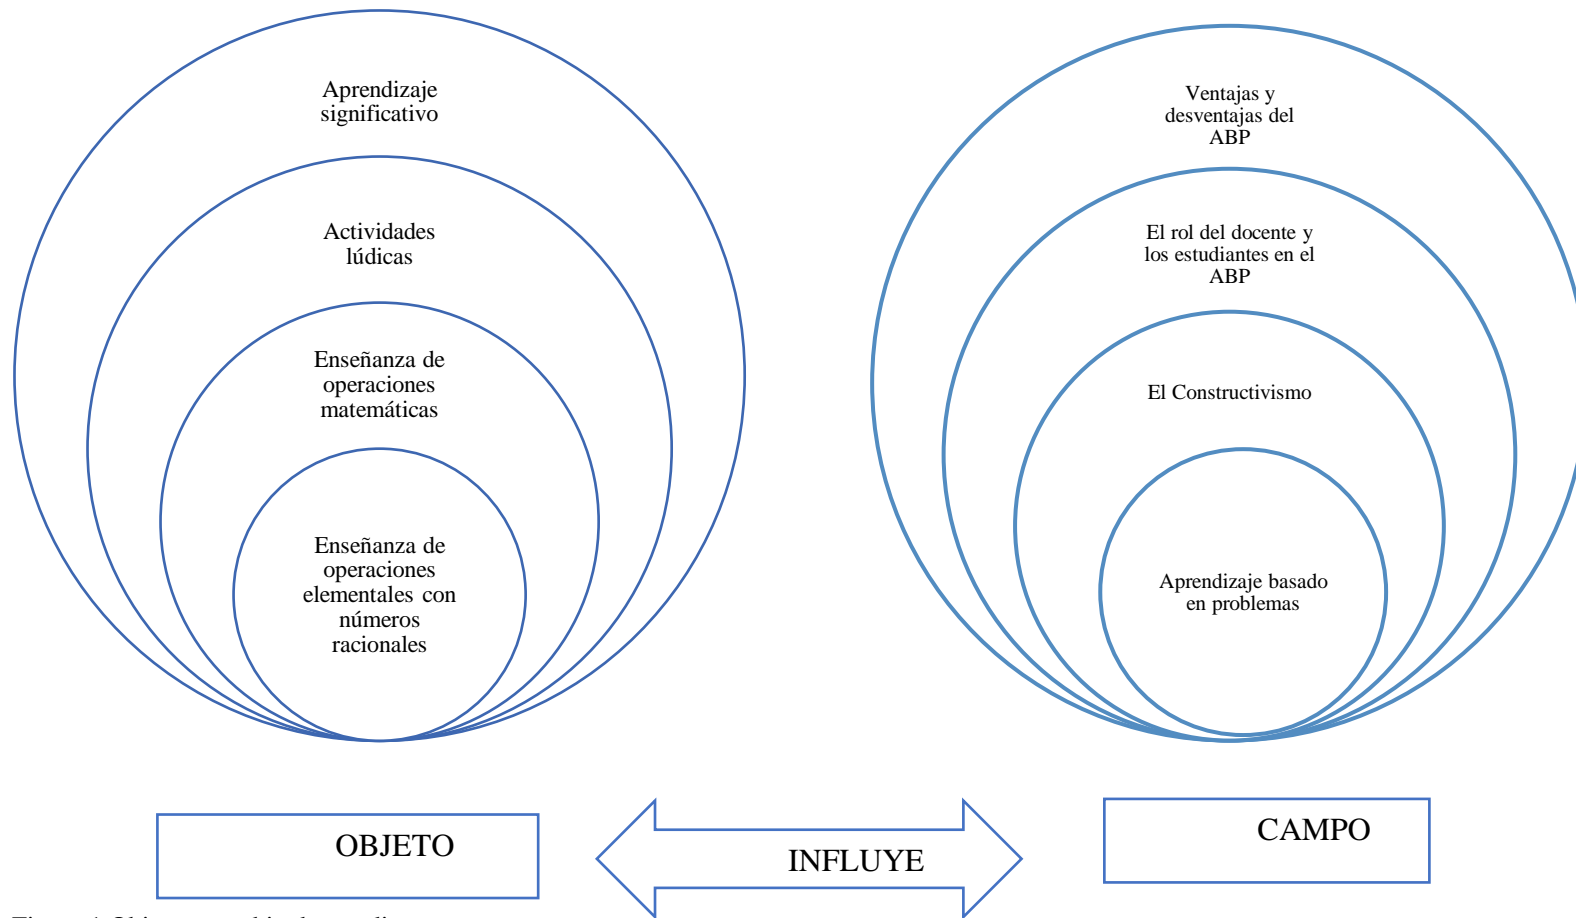 Aprendizaje
significativo
Actividades
lúdicas
Enseñanza de
operaciones
matemáticas
Enseñanza de
operaciones
elementales con
números
racionales
Ventajas y
desventajas del
ABP
El rol del docente y
los estudiantes en el
ABP
El Constructivismo
Aprendizaje basado
en problemas
OBJETO
INFLUYE
CAMPO